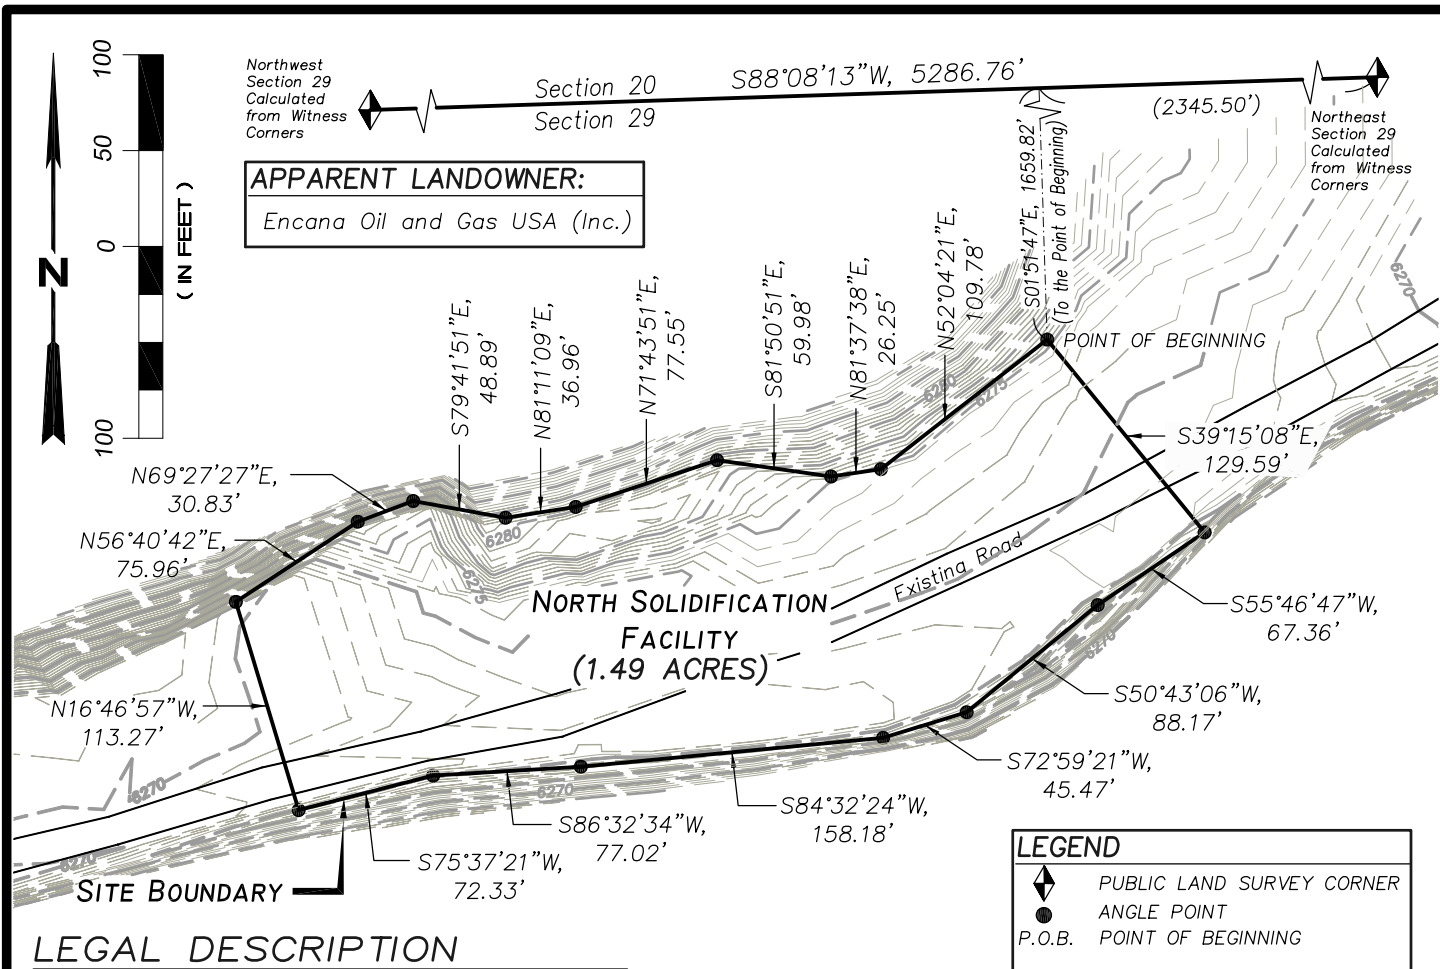 100
50
0
100
( IN FEET )
N
Northwest
Section 29
Calculated
from Witness
Corners
Section 20
Section 29
S88°08'13"W, 5286.76'
(2345.50')
Northeast
Section 29
Calculated
from Witness
Corners
APPARENT LANDOWNER:
Encana Oil and Gas USA (Inc.)
S01°51'47"E, 1659.82'
(To the Point of Beginning)
POINT OF BEGINNING
N69°27'27"E,
30.83'
N56°40'42"E,
75.96'
S79°41'51"E,
48.89'
N81°11'09"E,
36.96'
N71°43'51"E,
77.55'
S81°50'51"E,
59.98'
N81°37'38"E,
26.25'
N52°04'21"E,
109.78'
S39°15'08"E,
129.59'
6270
6280
6275
6280
6275
Existing Road
NORTH SOLIDIFICATION
FACILITY
(1.49 ACRES)
S55°46'47"W,
67.36'
6270
S50°43'06"W,
88.17'
N16°46'57"W,
113.27'
S72°59'21"W,
45.47'
6270
6270
S84°32'24"W,
158.18'
S86°32'34"W,
77.02'
6270
S75°37'21"W,
72.33'
SITE BOUNDARY
LEGEND
PUBLIC LAND SURVEY CORNER
ANGLE POINT
P.O.B. POINT OF BEGINNING
LEGAL DESCRIPTION